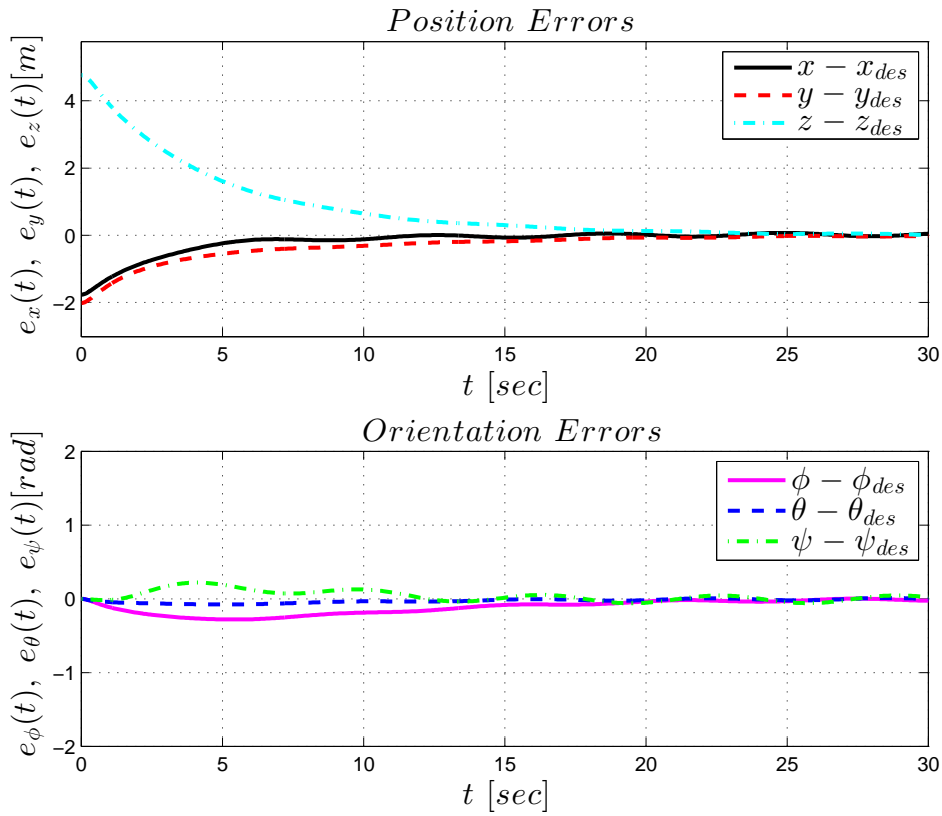 Position Errors
e_x(t), e_y(t), e_z(t)[m]
4
2
0
−2
x − x_des
y − y_des
z − z_des
0 5 10 15 20 25 30
t [sec]
Orientation Errors
e_ϕ(t), e_θ(t), e_ψ(t)[rad]
2
1
0
−1
−2
ϕ − ϕ_des
θ − θ_des
ψ − ψ_des
0 5 10 15 20 25 30
t [sec]